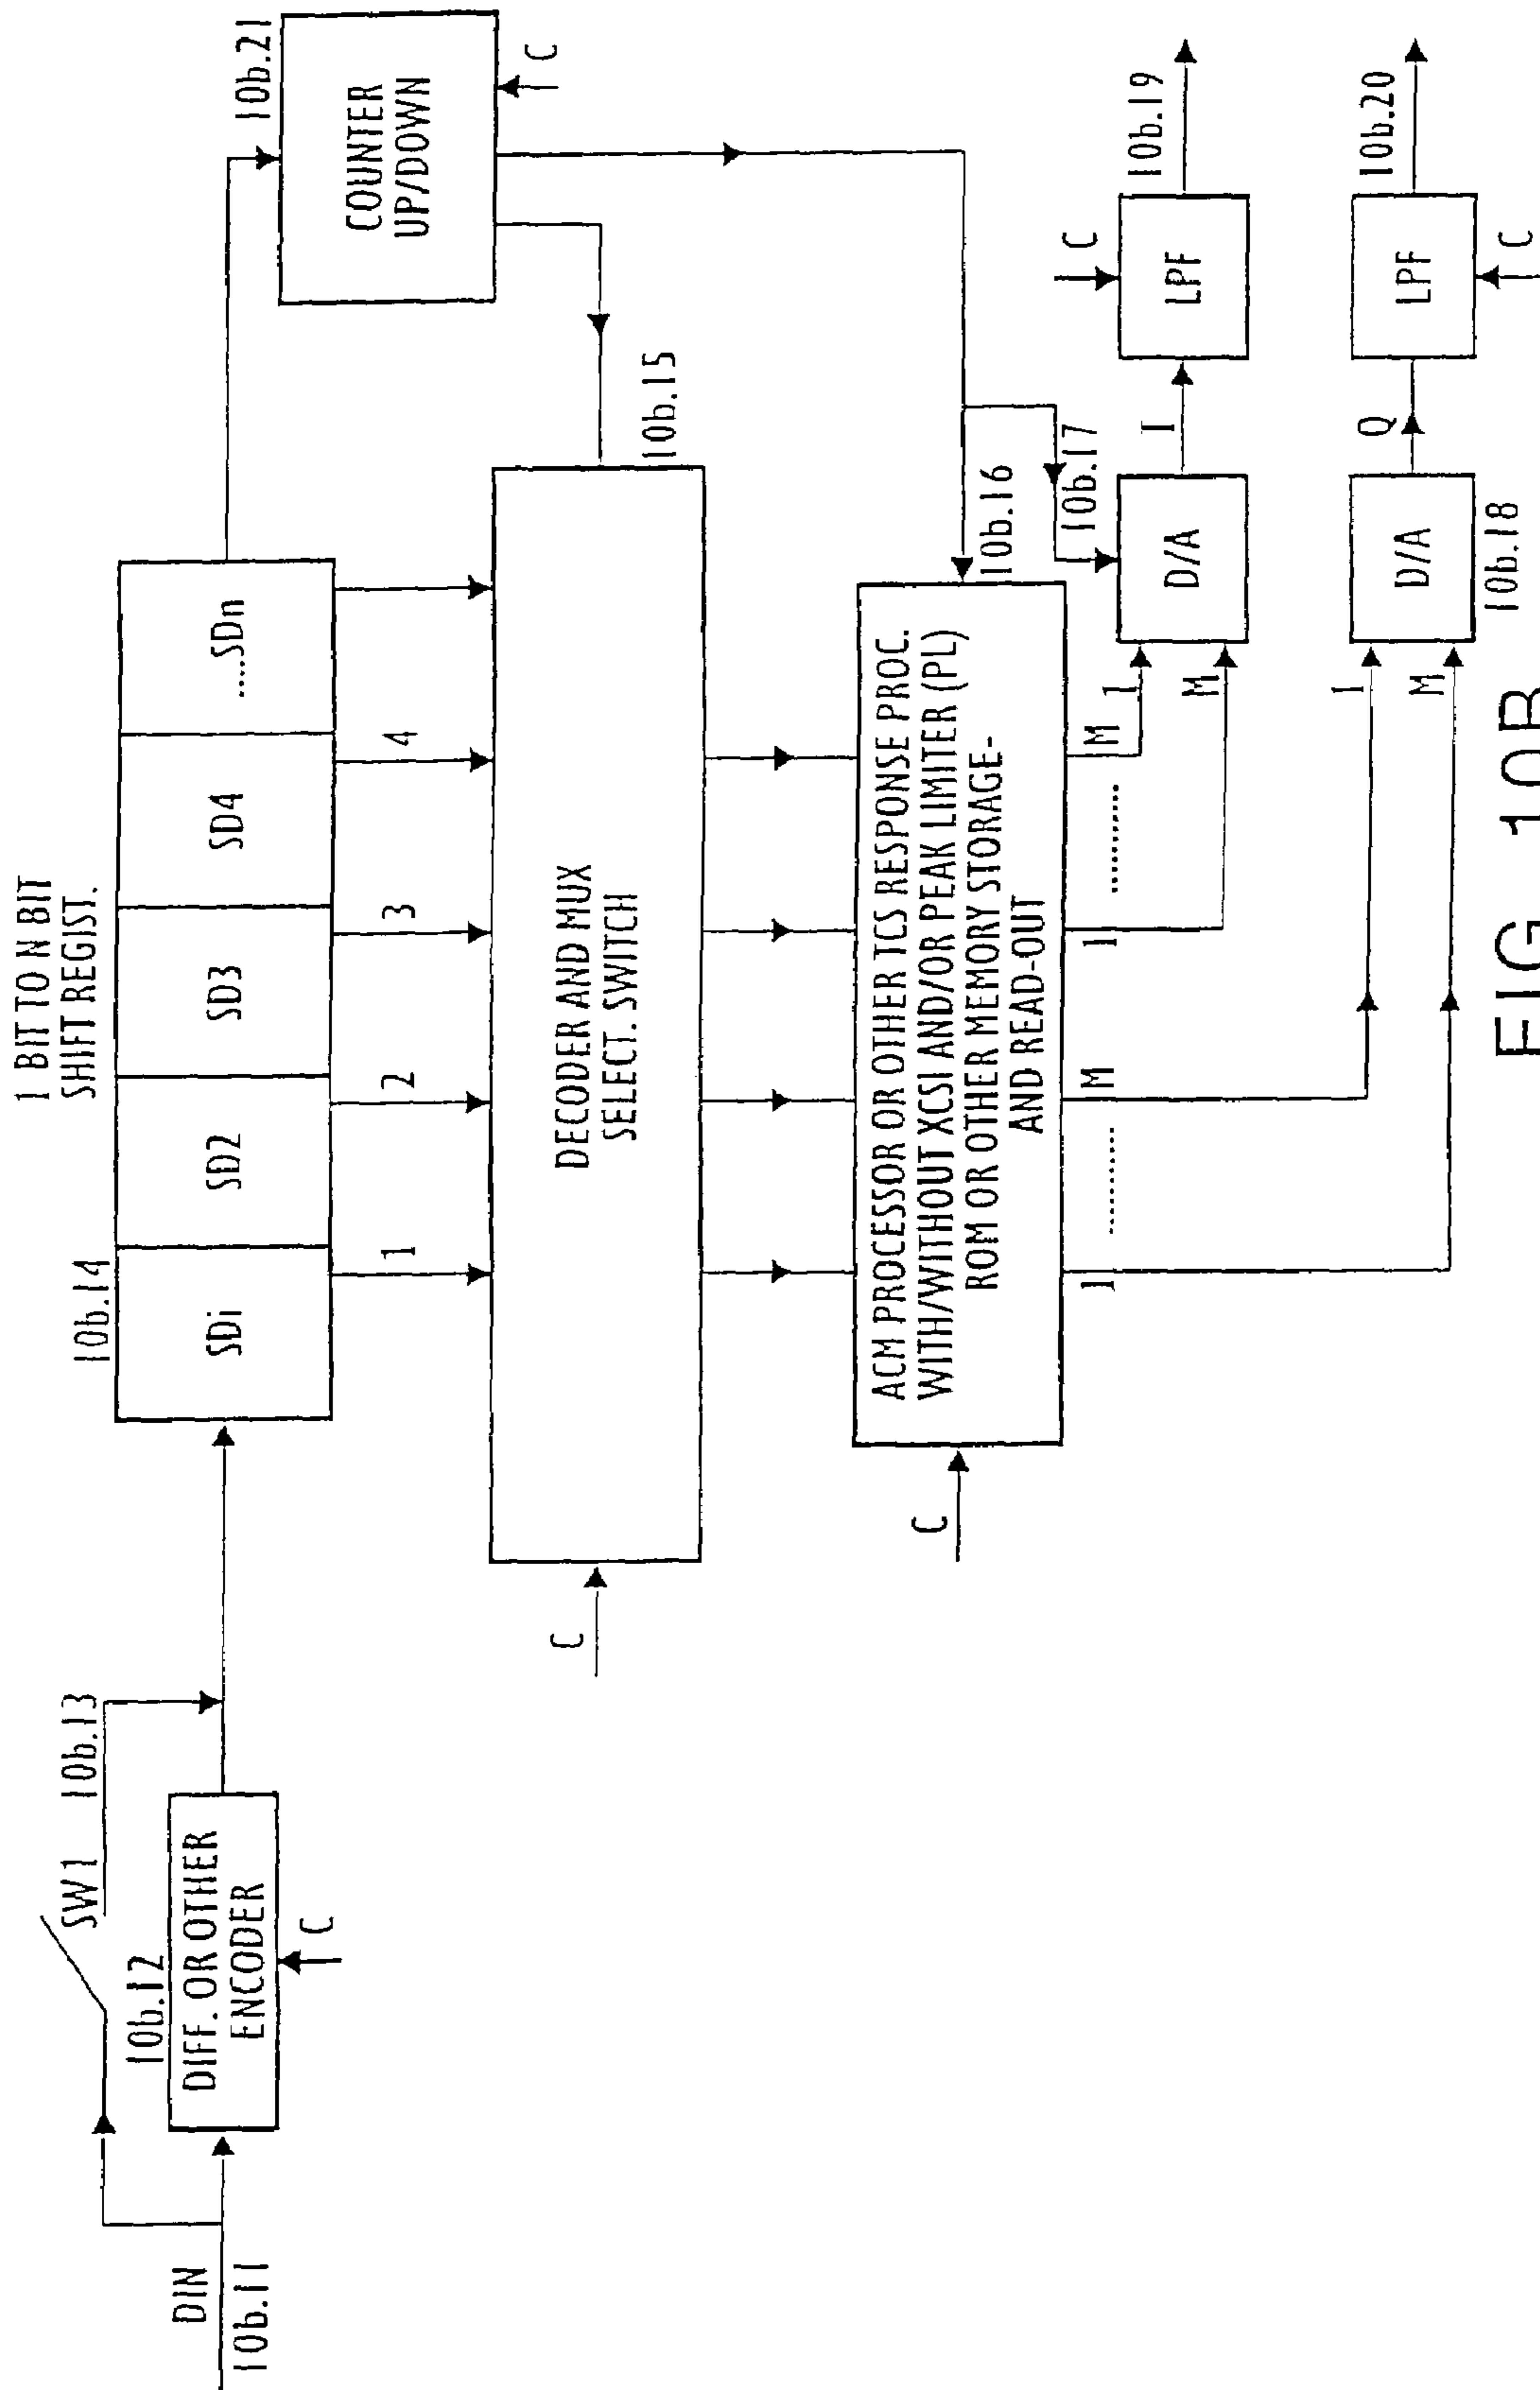 DIN
10b.11
SW1 10b.13
10b.12
DIFF. OR OTHER
ENCODER
C
1 BIT TO N BIT
SHIFT REGIST.
10b.14
SDi
SD2
SD3
SD4
.....SDn
10b.21
COUNTER
UP/DOWN
C
1
2
3
4
10b.15
DECODER AND MUX
SELECT. SWITCH
C
10b.16
ACM PROCESSOR OR OTHER TCS RESPONSE PROC.
WITH/WITHOUT XCSI AND/OR PEAK LIMITER (PL)
ROM OR OTHER MEMORY STORAGE-
AND READ-OUT
C
1 .......... M
1 .......... M
1
M
10b.17
D/A
I
C
LPF
10b.19
1
M
D/A
10b.18
Q
LPF
C
10b.20
FIG. 10B